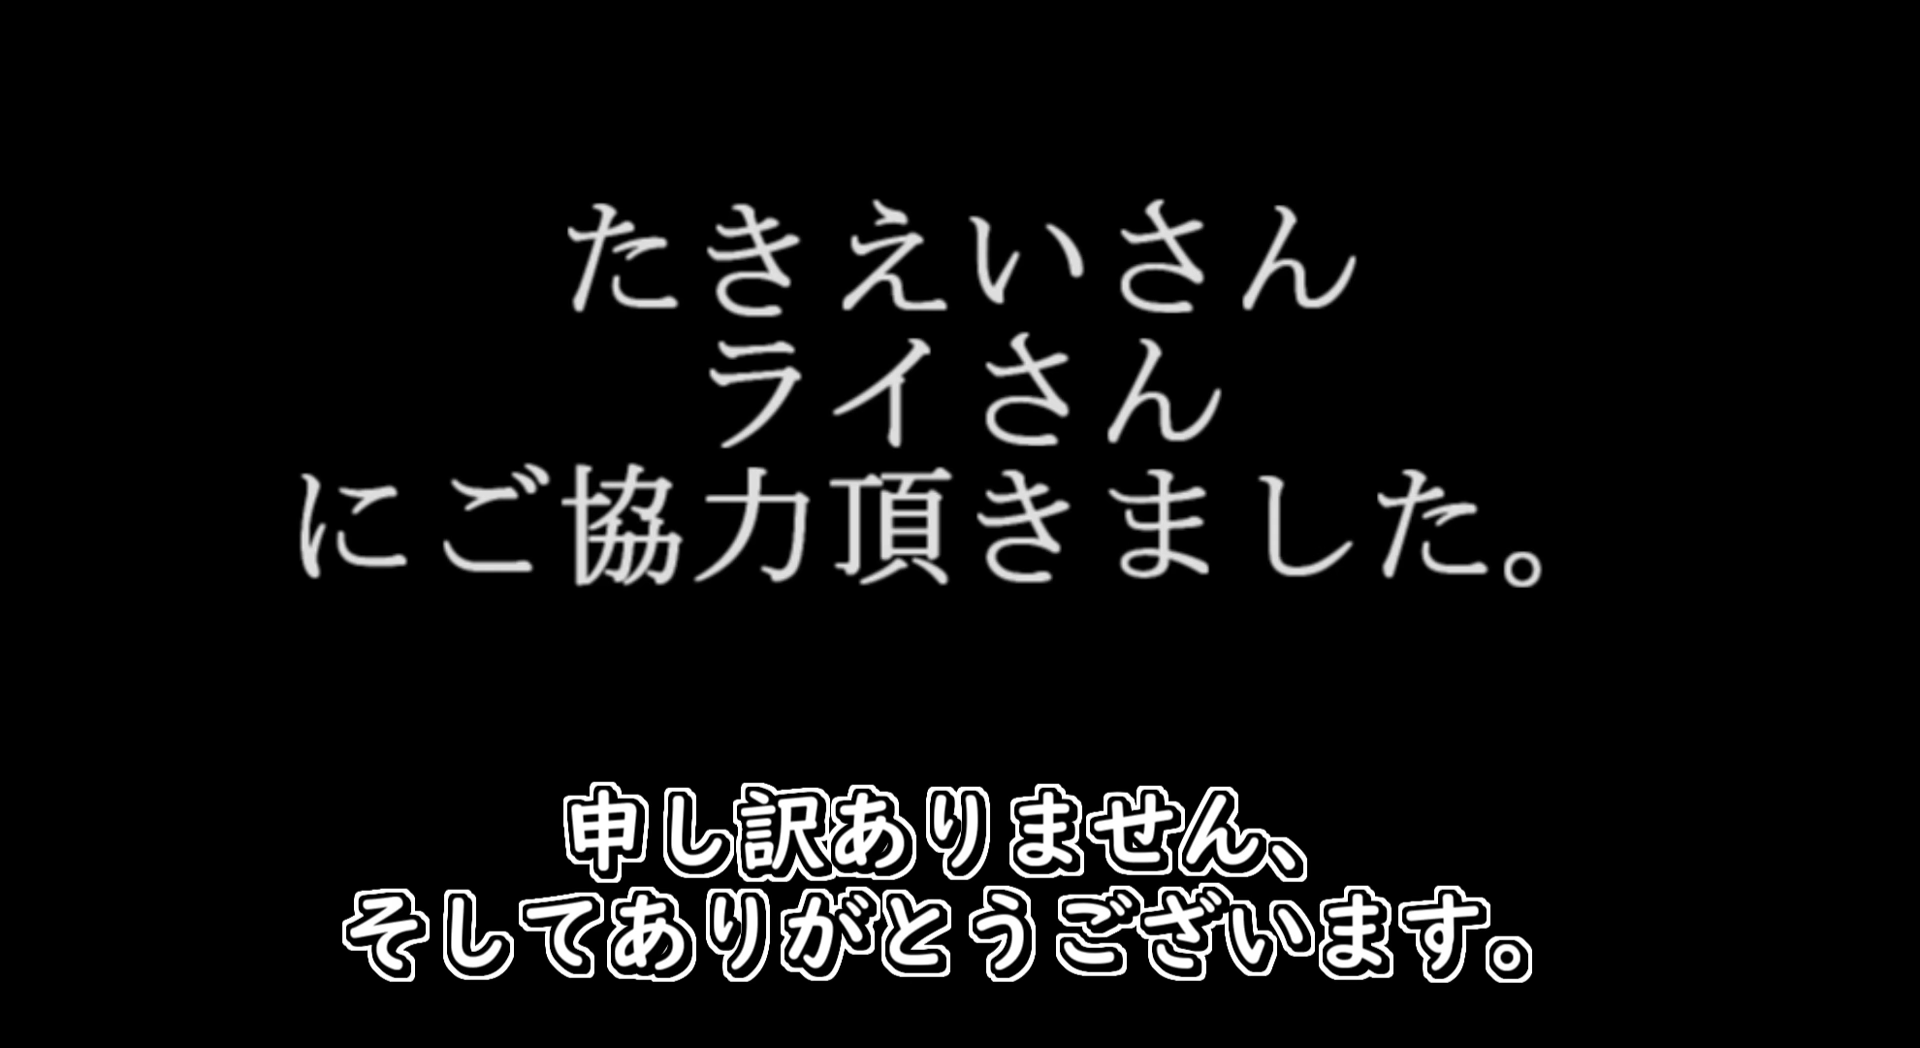 たきえいさん
ライさん
にご協力頂きました。
申し訳ありません、
そしてありがとうございます。